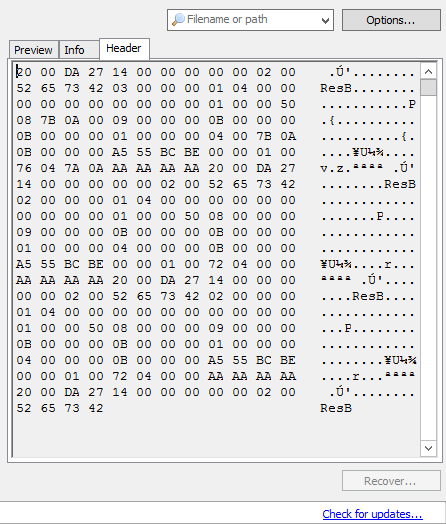 Filename or path
Options...
Preview Info Header
20 00 DA 27 14 00 00 00 00 00 02 00 .Ú'.........
52 65 73 42 03 00 00 00 01 04 00 00 ResB........
00 00 00 00 00 00 00 00 01 00 00 50 ...........P
08 7B 0A 00 09 00 00 00 0B 00 00 00 .{..........
0B 00 00 00 01 00 00 00 04 00 7B 0A ..........{.
0B 00 00 00 A5 55 BC BE 00 00 01 00 ....¥U¼¾....
76 04 7A 0A AA AA AA AA 20 00 DA 27 v.z.ªªªª .Ú'
14 00 00 00 00 00 02 00 52 65 73 42 ........ResB
02 00 00 00 01 04 00 00 00 00 00 00 ............
00 00 00 00 01 00 00 50 08 00 00 00 .......P....
09 00 00 00 0B 00 00 00 0B 00 00 00 ............
01 00 00 00 04 00 00 00 0B 00 00 00 ............
A5 55 BC BE 00 00 01 00 72 04 00 00 ¥U¼¾....r...
AA AA AA AA 20 00 DA 27 14 00 00 00 ªªªª .Ú'....
00 00 02 00 52 65 73 42 02 00 00 00 ....ResB....
01 04 00 00 00 00 00 00 00 00 00 00 ............
01 00 00 50 08 00 00 00 09 00 00 00 ...P........
0B 00 00 00 0B 00 00 00 01 00 00 00 ............
04 00 00 00 0B 00 00 00 A5 55 BC BE ........¥U¼¾
00 00 01 00 72 04 00 00 AA AA AA AA ....r...ªªªª
20 00 DA 27 14 00 00 00 00 00 02 00 .Ú'.........
52 65 73 42 ResB
Recover...
Check for updates...